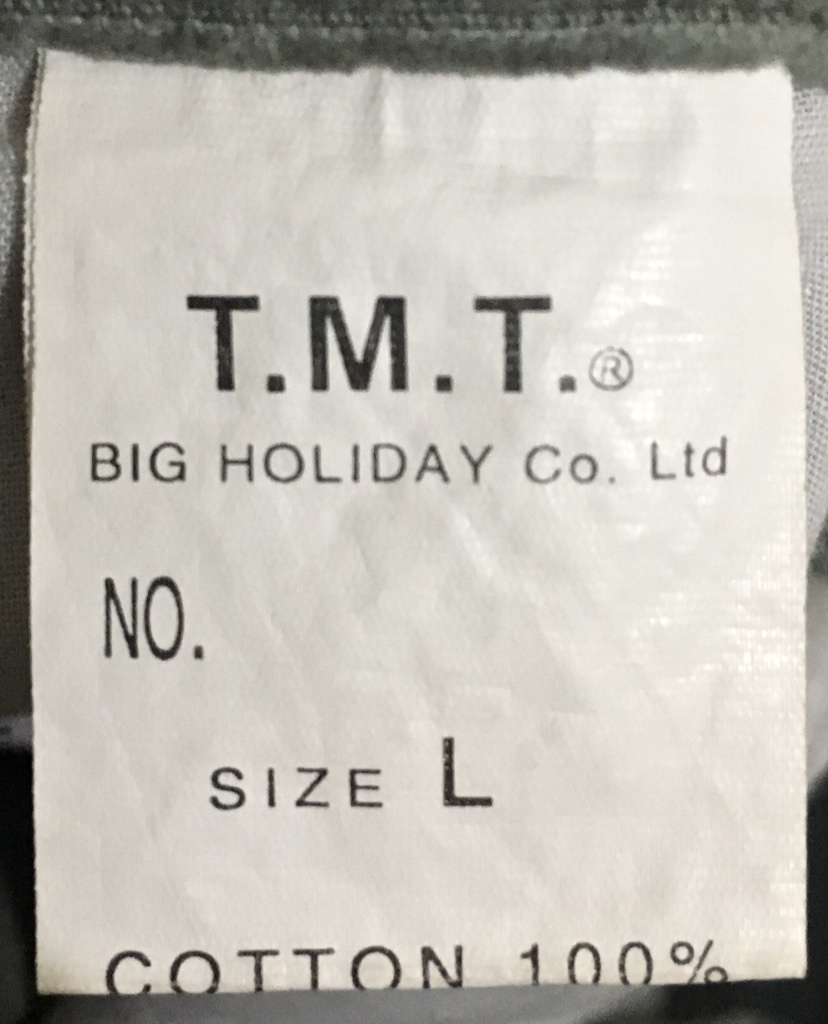 T.M.T.®
BIG HOLIDAY Co. Ltd
NO.
SIZE L
COTTON 100%